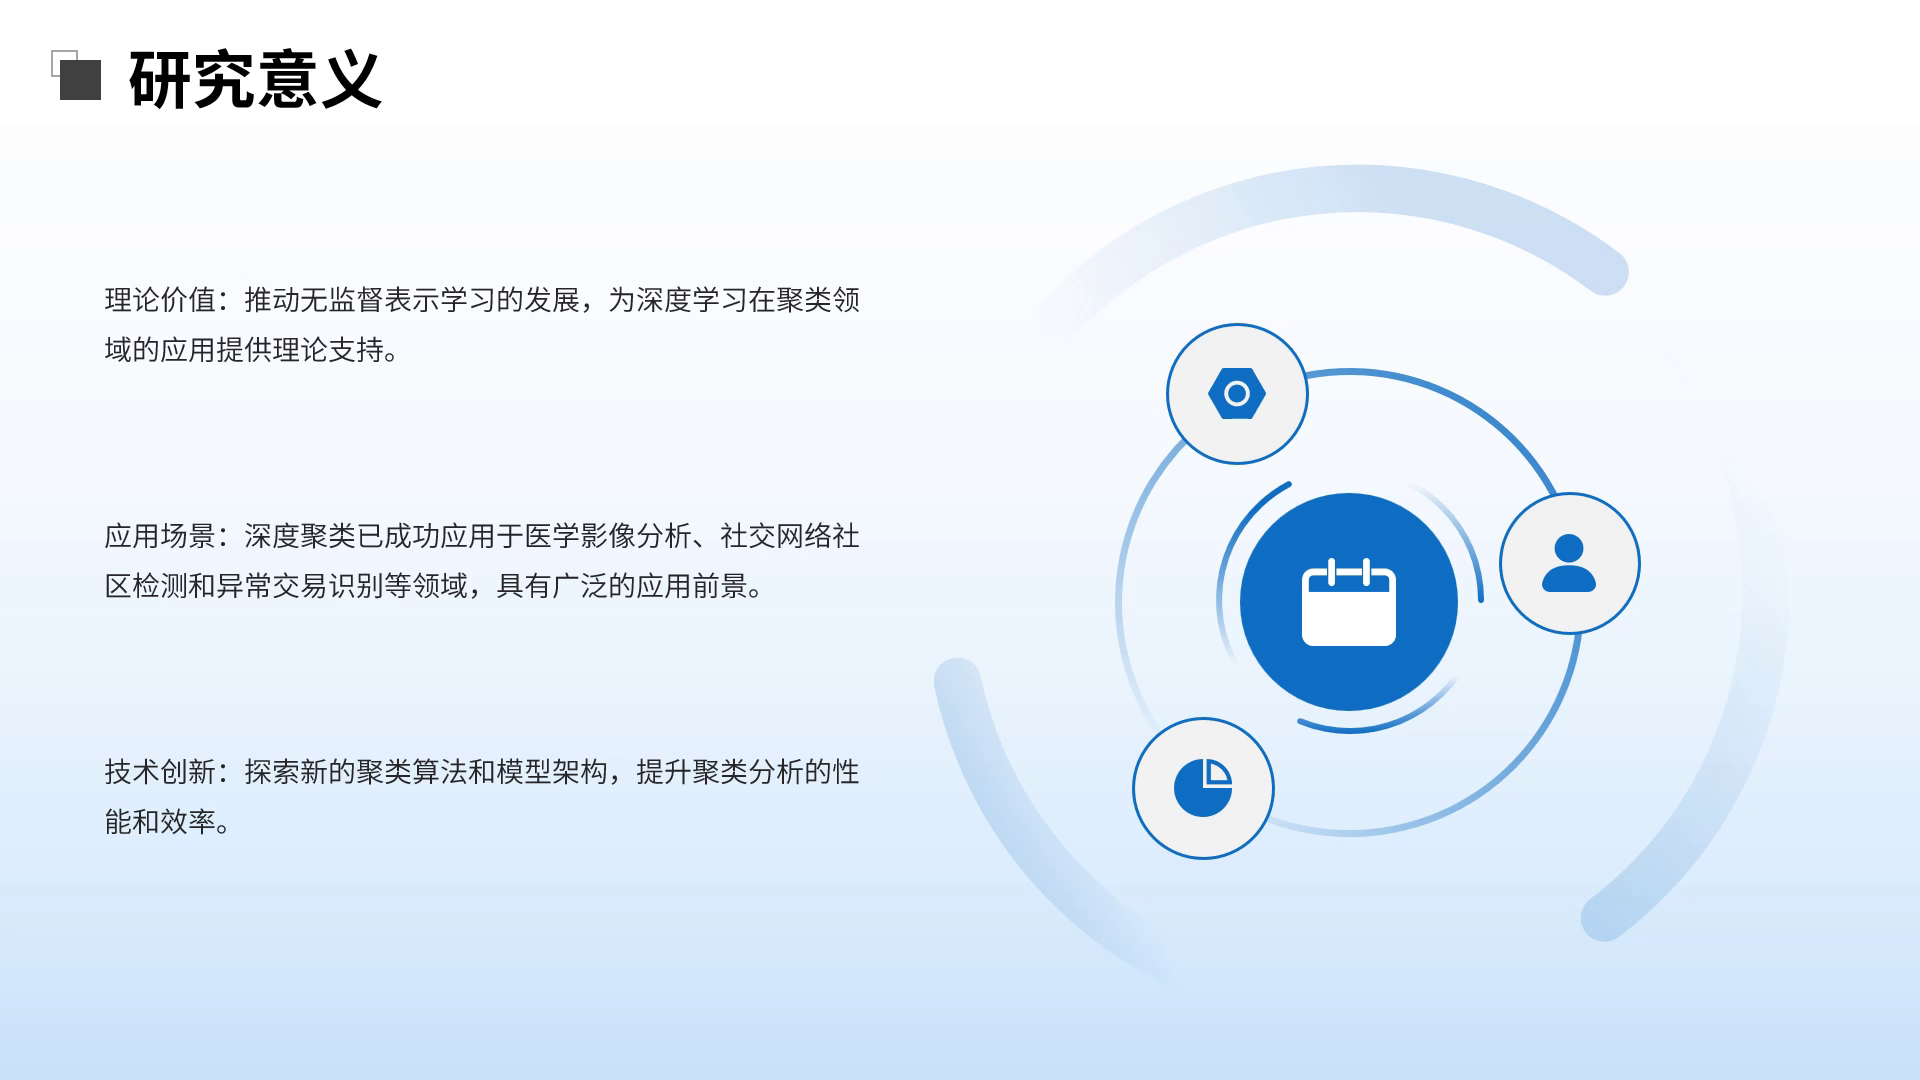 研究意义
理论价值：推动无监督表示学习的发展，为深度学习在聚类领
域的应用提供理论支持。
应用场景：深度聚类已成功应用于医学影像分析、社交网络社
区检测和异常交易识别等领域，具有广泛的应用前景。
技术创新：探索新的聚类算法和模型架构，提升聚类分析的性
能和效率。